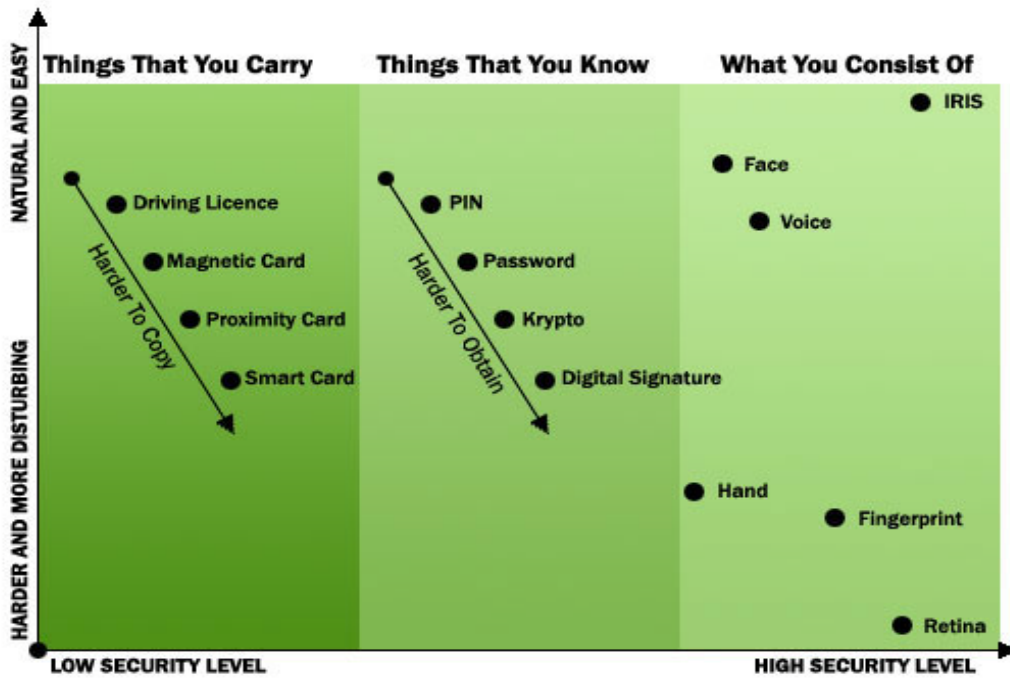 Things That You Carry
Things That You Know
What You Consist Of
NATURAL AND EASY
HARDER AND MORE DISTURBING
Driving Licence
Magnetic Card
Proximity Card
Smart Card
Harder To Copy
PIN
Password
Krypto
Digital Signature
Harder To Obtain
IRIS
Face
Voice
Hand
Fingerprint
Retina
LOW SECURITY LEVEL
HIGH SECURITY LEVEL